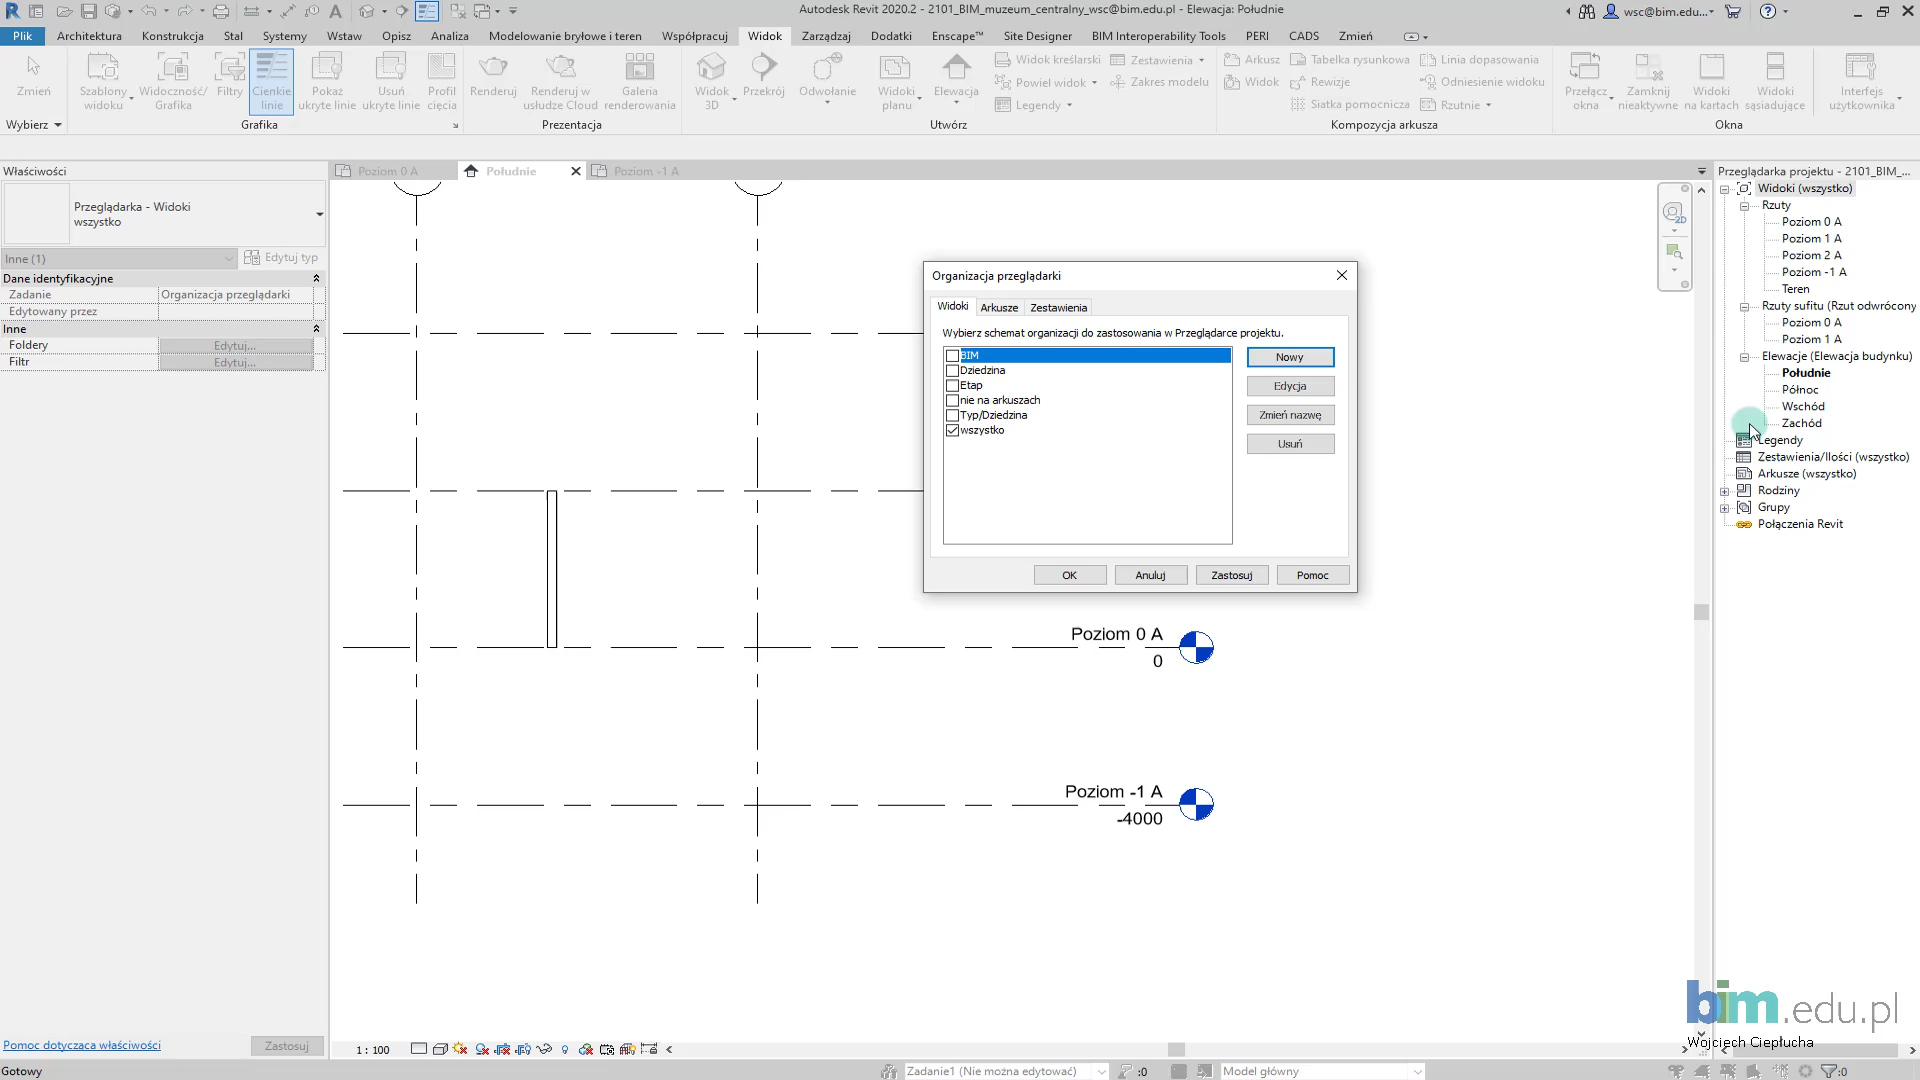 Autodesk Revit 2020.2 - 2101_BIM_muzeum_centralny_wsc@bim.edu.pl - Elewacja: Południe
wsc@bim.edu...
Plik Architektura Konstrukcja Stal Systemy Wstaw Opisz Analiza Modelowanie bryłowe i teren Współpracuj Widok Zarządzaj Dodatki Enscape™ Site Designer BIM Interoperability Tools PERI CADS Zmień
Zmień
Szablony widoku
Widoczność/ Grafika
Filtry
Cienkie linie
Pokaż ukryte linie
Usuń ukryte linie
Profil cięcia
Renderuj
Renderuj w usłudze Cloud
Galeria renderowania
Widok 3D
Przekrój
Odwołanie
Widoki planu
Elewacja
Widok kreślarski
Powiel widok
Legendy
Zestawienia
Zakres modelu
Arkusz
Widok
Tabela rysunkowa
Rewizje
Siatka pomocnicza
Linia dopasowania
Odniesienie widoku
Rzutnie
Przełącz okna
Zamknij nieaktywne
Widoki na kartach
Widoki sąsiadujące
Interfejs użytkownika
Wybierz
Grafika
Prezentacja
Utwórz
Kompozycja arkusza
Okna
Właściwości
Przeglądarka - Widoki
wszystko
Inne (1)
Edytuj typ
Dane identyfikacyjne
Zadanie Organizacja przeglądarki
Edytowany przez
Inne
Foldery Edytuj...
Filtr Edytuj...
Pomoc dotycząca właściwości
Zastosuj
Gotowy
Poziom 0 A
Południe
Poziom -1 A
Organizacja przeglądarki
Widoki Arkusze Zestawienia
Wybierz schemat organizacji do zastosowania w Przeglądarce projektu.
BIM
Dziedzina
Etap
nie na arkuszach
Typ/Dziedzina
wszystko
Nowy
Edycja
Zmień nazwę
Usuń
OK Anuluj Zastosuj Pomoc
Poziom 0 A
0
Poziom -1 A
-4000
2D
Przeglądarka projektu - 2101_BIM_...
Widoki (wszystko)
Rzuty
Poziom 0 A
Poziom 1 A
Poziom 2 A
Poziom -1 A
Teren
Rzuty sufitu (Rzut odwrócony
Poziom 0 A
Poziom 1 A
Elewacje (Elewacja budynku)
Południe
Północ
Wschód
Zachód
Legendy
Zestawienia/Ilości (wszystko)
Arkusze (wszystko)
Rodziny
Grupy
Połączenia Revit
bim.edu.pl
Wojciech Ciepłucha
1 : 100
Zadanie1 (Nie można edytować)
:0
Model główny
:0